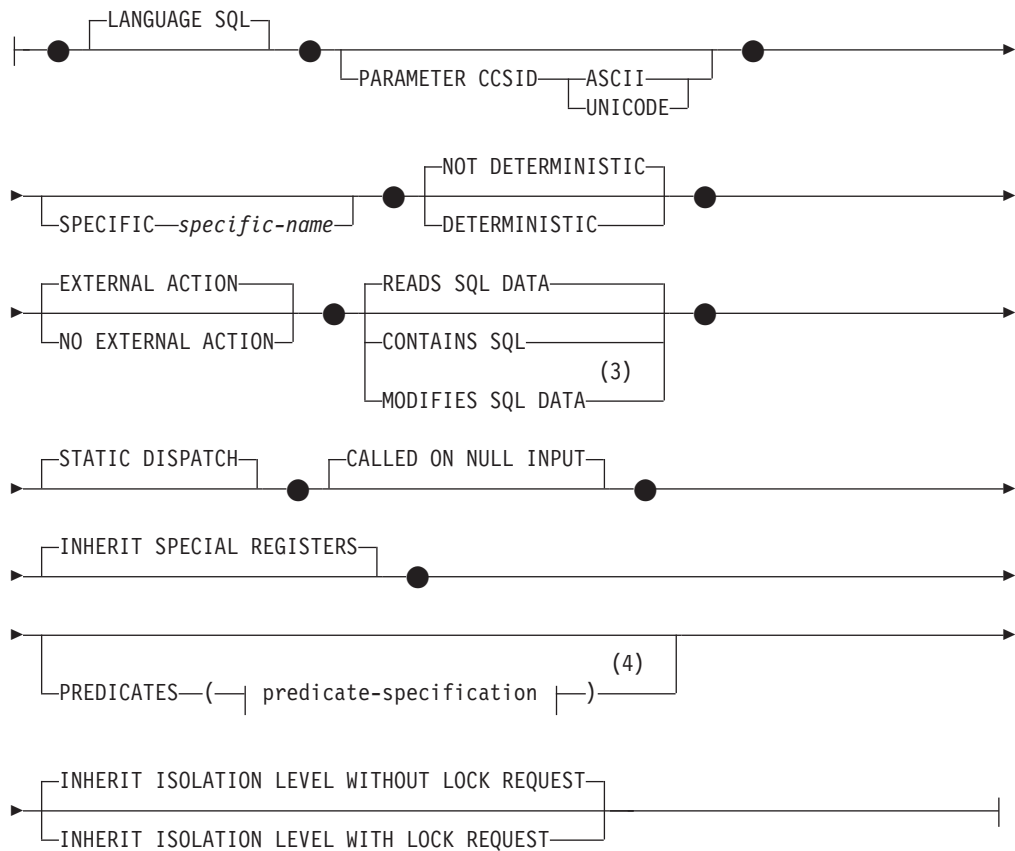 LANGUAGE SQL
PARAMETER CCSID ASCII
UNICODE
NOT DETERMINISTIC
SPECIFIC specific-name DETERMINISTIC
EXTERNAL ACTION READS SQL DATA
NO EXTERNAL ACTION CONTAINS SQL
(3)
MODIFIES SQL DATA
STATIC DISPATCH CALLED ON NULL INPUT
INHERIT SPECIAL REGISTERS
(4)
PREDICATES ( predicate-specification )
INHERIT ISOLATION LEVEL WITHOUT LOCK REQUEST
INHERIT ISOLATION LEVEL WITH LOCK REQUEST